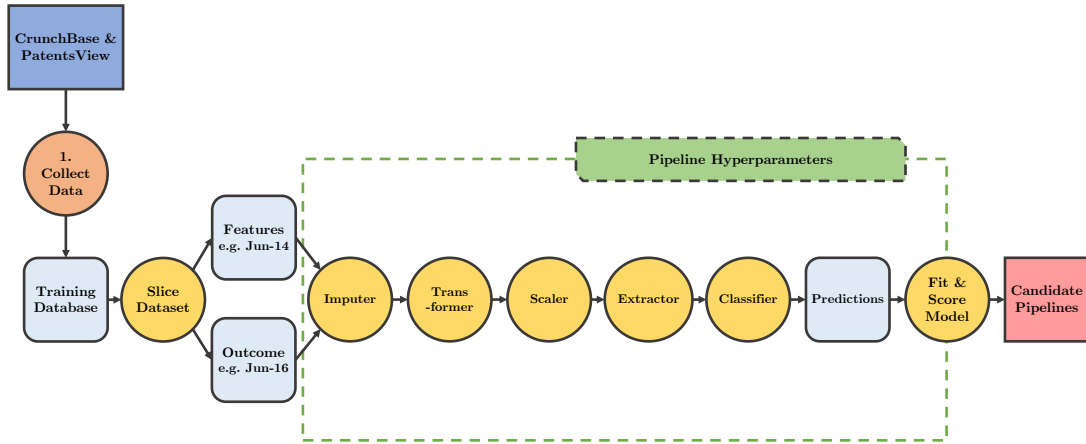 CrunchBase &
PatentsView
1.
Collect
Data
Pipeline Hyperparameters
Training
Database
Slice
Dataset
Features
e.g. Jun-14
Outcome
e.g. Jun-16
Imputer
Trans
-former
Scaler
Extractor
Classifier
Predictions
Fit &
Score
Model
Candidate
Pipelines